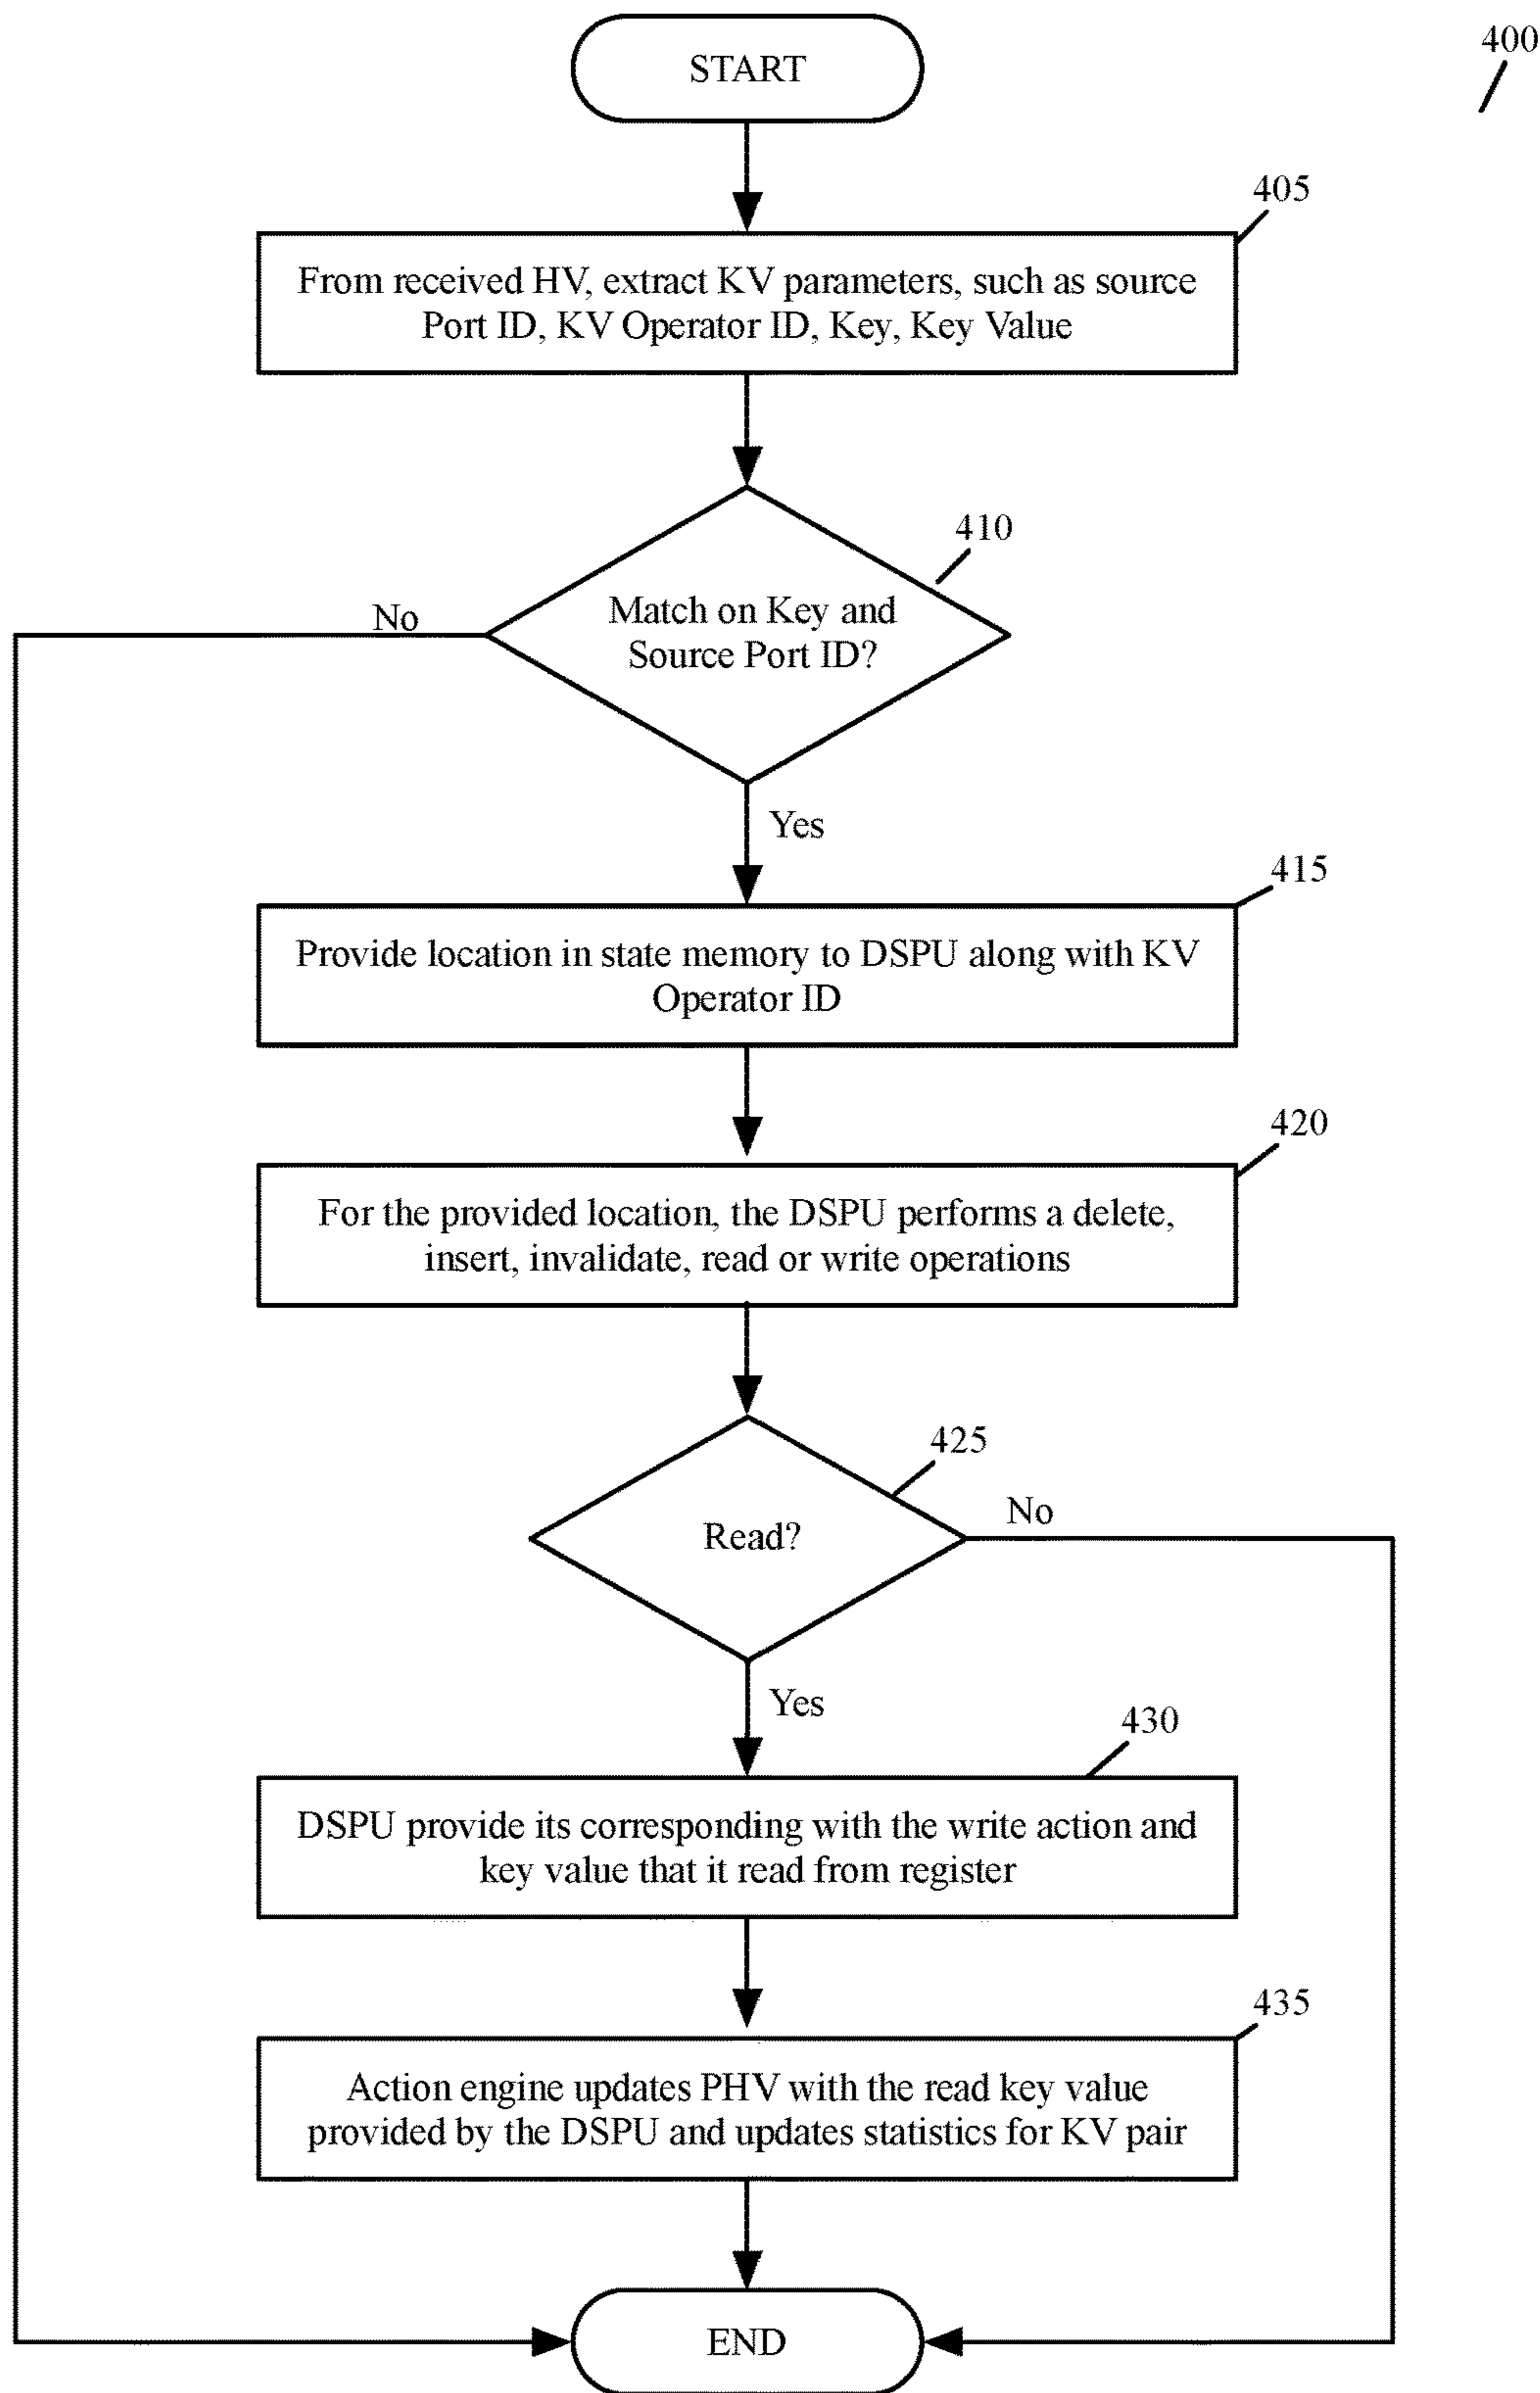 START
400
405
From received HV, extract KV parameters, such as source
Port ID, KV Operator ID, Key, Key Value
410
Match on Key and
Source Port ID?
No
Yes
415
Provide location in state memory to DSPU along with KV
Operator ID
420
For the provided location, the DSPU performs a delete,
insert, invalidate, read or write operations
425
Read?
No
Yes
430
DSPU provide its corresponding with the write action and
key value that it read from register
435
Action engine updates PHV with the read key value
provided by the DSPU and updates statistics for KV pair
END